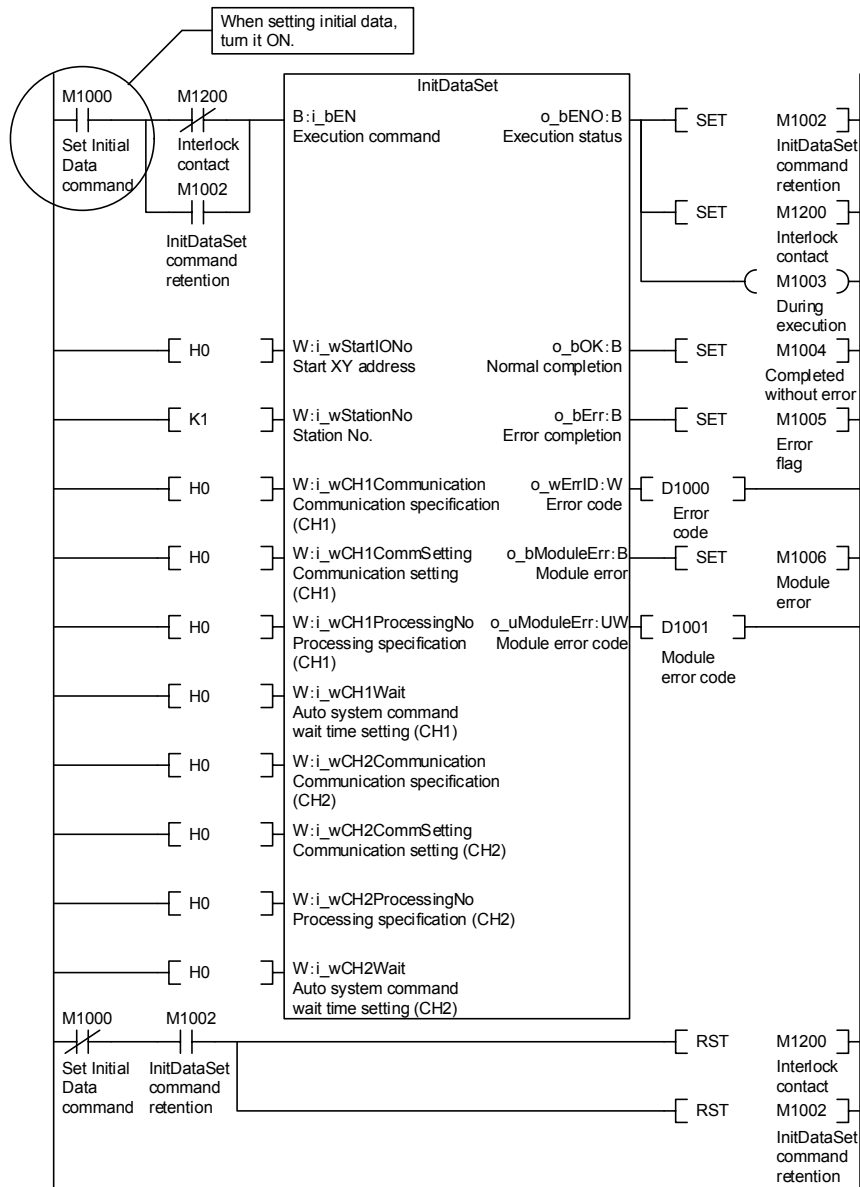 When setting initial data,
turn it ON.
InitDataSet
M1000
M1200
B:i_bEN
o_bENO:B
SET
M1002
Set Initial
Data
command
Interlock
contact
Execution command
Execution status
InitDataSet
command
retention
M1002
InitDataSet
command
retention
SET
M1200
Interlock
contact
M1003
During
execution
H0
W:i_wStartIONo
Start XY address
o_bOK:B
Normal completion
SET
M1004
Completed
without error
K1
W:i_wStationNo
Station No.
o_bErr:B
Error completion
SET
M1005
Error
flag
H0
W:i_wCH1Communication
Communication specification
(CH1)
o_wErrID:W
Error code
D1000
Error
code
H0
W:i_wCH1CommSetting
Communication setting
(CH1)
o_bModuleErr:B
Module error
SET
M1006
Module
error
H0
W:i_wCH1ProcessingNo
Processing specification
(CH1)
o_uModuleErr:UW
Module error code
D1001
Module
error code
H0
W:i_wCH1Wait
Auto system command
wait time setting (CH1)
H0
W:i_wCH2Communication
Communication specification
(CH2)
H0
W:i_wCH2CommSetting
Communication setting (CH2)
H0
W:i_wCH2ProcessingNo
Processing specification (CH2)
H0
W:i_wCH2Wait
Auto system command
wait time setting (CH2)
M1000
M1002
RST
M1200
Set Initial
Data
command
InitDataSet
command
retention
Interlock
contact
RST
M1002
InitDataSet
command
retention